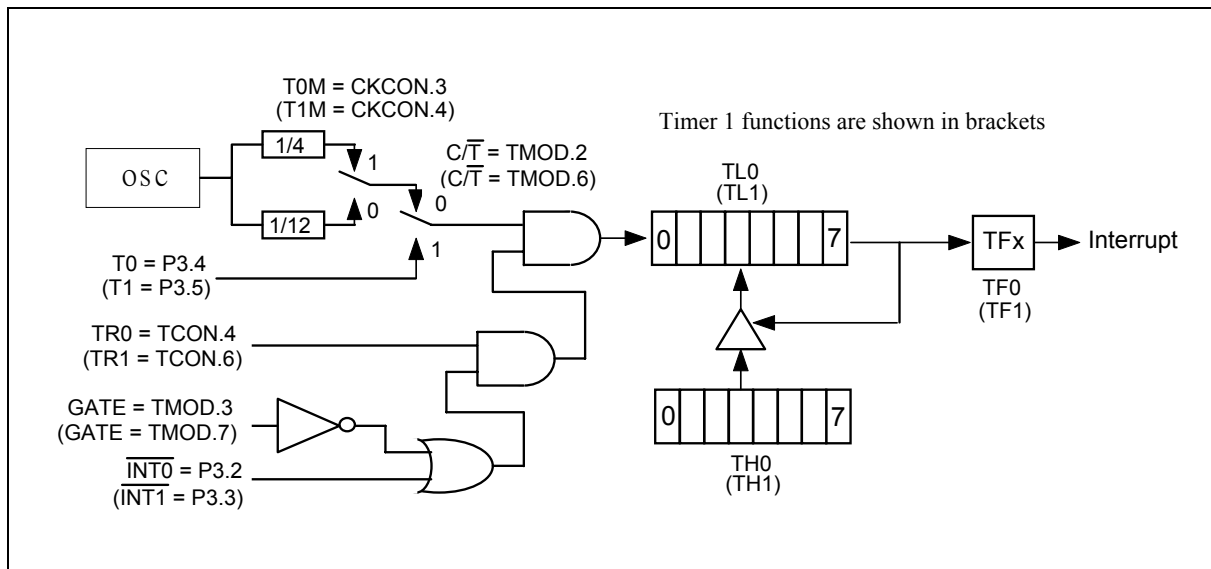 T0M = CKCON.3
(T1M = CKCON.4)
Timer 1 functions are shown in brackets
1/4
1
C/T̅ = TMOD.2
(C/T̅ = TMOD.6)
OSC
TL0
(TL1)
0
0
1/12
0
7
TFx
Interrupt
1
T0 = P3.4
(T1 = P3.5)
TF0
(TF1)
TR0 = TCON.4
(TR1 = TCON.6)
GATE = TMOD.3
(GATE = TMOD.7)
0
7
I̅N̅T̅0̅ = P3.2
(I̅N̅T̅1̅ = P3.3)
TH0
(TH1)